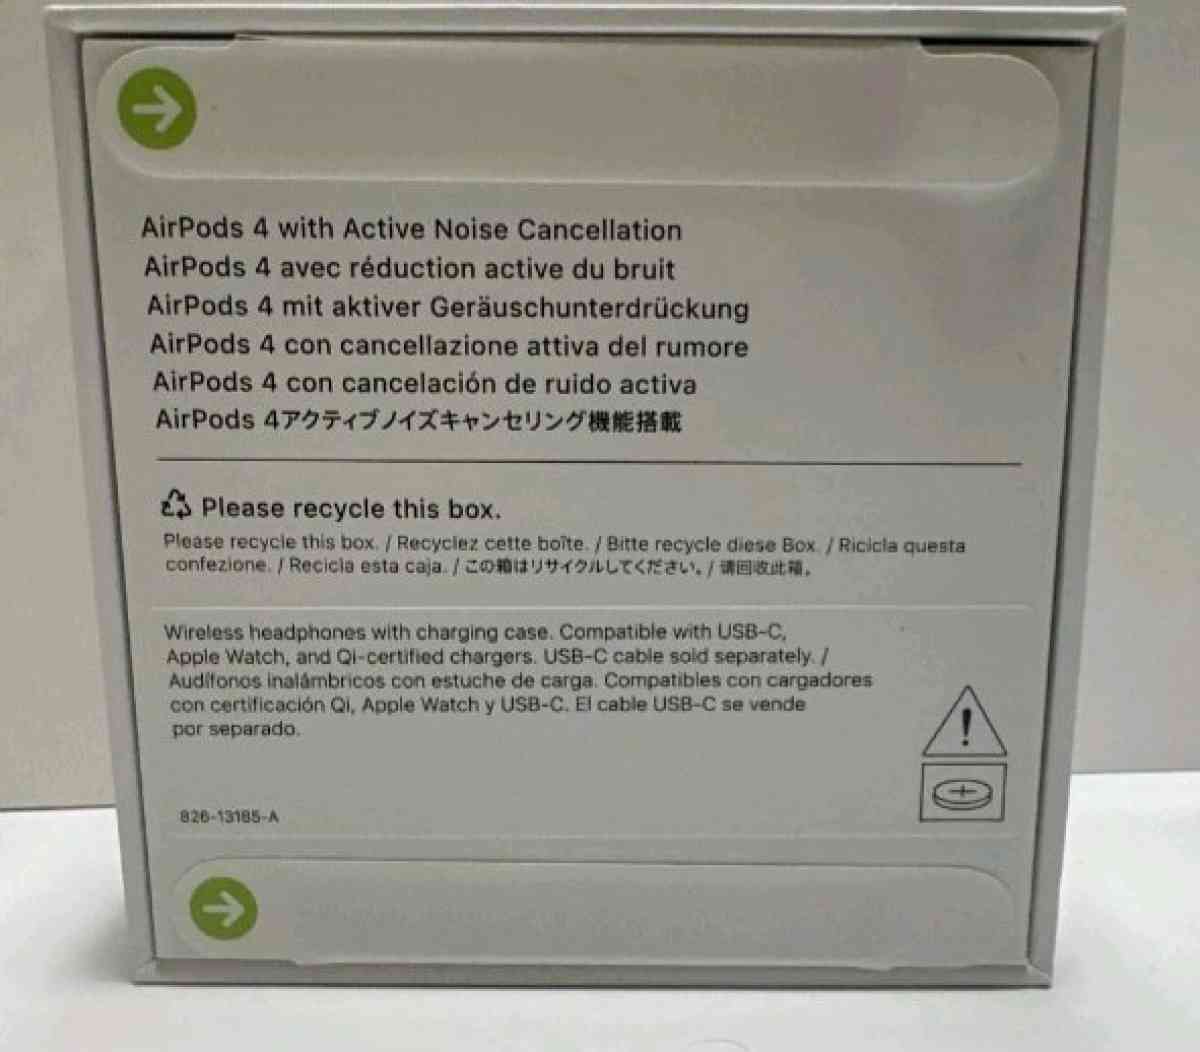 AirPods 4 with Active Noise Cancellation
AirPods 4 avec réduction active du bruit
AirPods 4 mit aktiver Geräuschunterdrückung
AirPods 4 con cancellazione attiva del rumore
AirPods 4 con cancelación de ruido activa
AirPods 4アクティブノイズキャンセリング機能搭載
Please recycle this box.
Please recycle this box. / Recyclez cette boîte. / Bitte recycle diese Box. / Ricicla questa
confezione. / Recicla esta caja. / この箱はリサイクルしてください。/ 请回收此箱。
Wireless headphones with charging case. Compatible with USB-C,
Apple Watch, and Qi-certified chargers. USB-C cable sold separately. /
Audífonos inalámbricos con estuche de carga. Compatibles con cargadores
con certificación Qi, Apple Watch y USB-C. El cable USB-C se vende
por separado.
826-13185-A